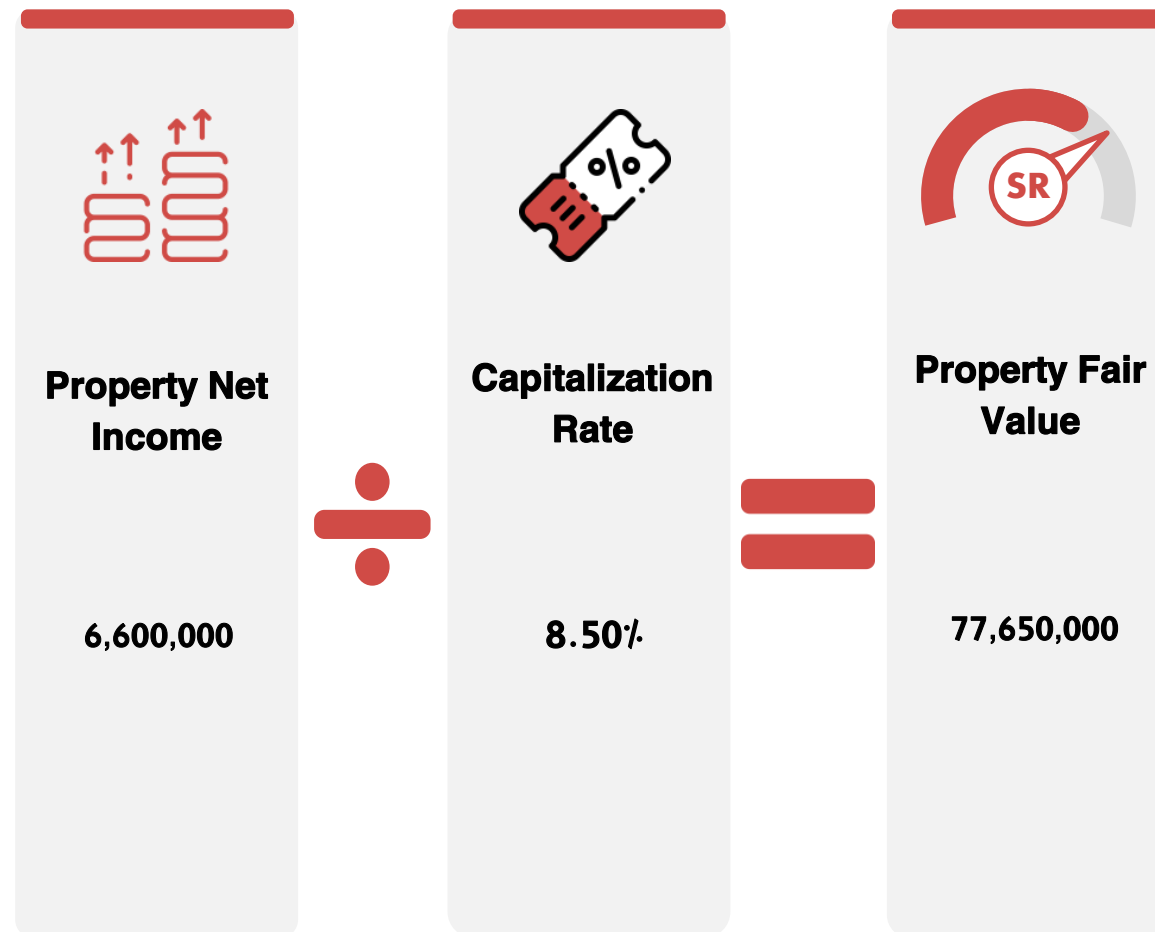 %
SR
Property Net
Income
Capitalization
Rate
Property Fair
Value
6,600,000
8.50%
77,650,000